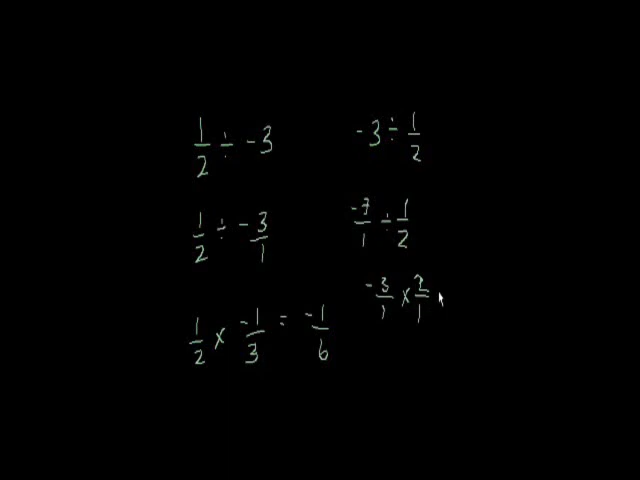 1/2 ÷ -3
1/2 ÷ -3/1
1/2 × -1/3 = -1/6
-3 ÷ 1/2
-3/1 ÷ 1/2
-3/1 × 2/1